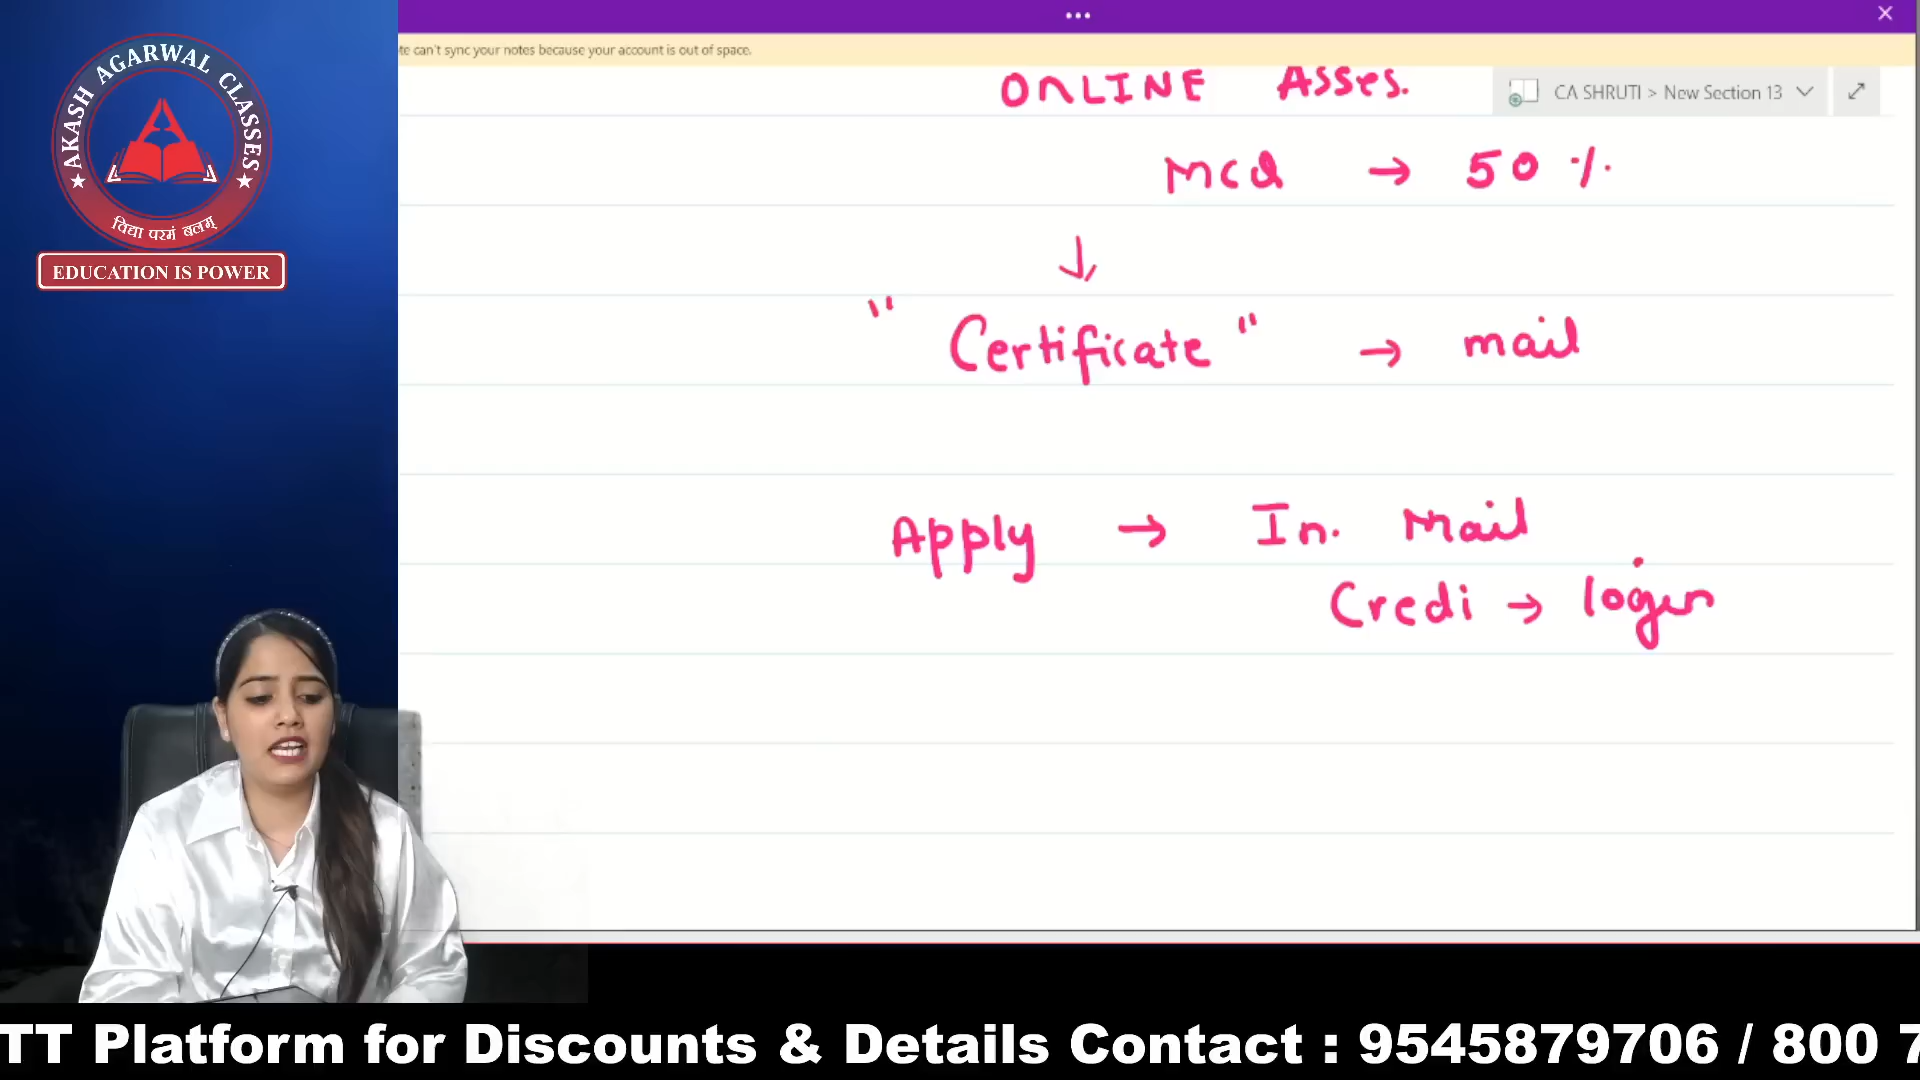 AKASH AGARWAL CLASSES
विद्या परमं बलम्
EDUCATION IS POWER
te can't sync your notes because your account is out of space.
CA SHRUTI > New Section 13
ONLINE Asses.
MCQ → 50 %
↓
" Certificate " → mail
Apply → In. Mail
Credi → login
TT Platform for Discounts & Details Contact : 9545879706 / 800 7